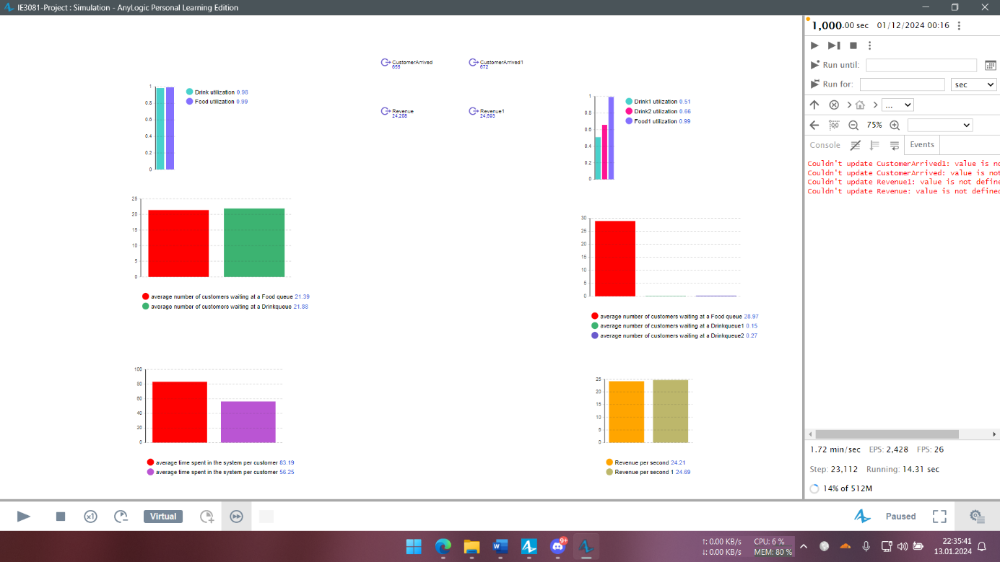 IE3081-Project : Simulation - AnyLogic Personal Learning Edition
1,000.00 sec 01/12/2024 00:16
Run until:
Run for: sec
...
75%
Console Events
Couldn't update CustomerArrived1: value is no
Couldn't update CustomerArrived: value is not
Couldn't update Revenue1: value is not define
Couldn't update Revenue: value is not defined
CustomerArrived
CustomerArrived1
672
Revenue
24,208
Revenue1
24,693
1
0.8
0.6
0.4
0.2
0
Drink utilization 0.98
Food utilization 0.99
1
0.8
0.6
0.4
0.2
0
Drink1 utilization 0.51
Drink2 utilization 0.66
Food1 utilization 0.99
25
20
15
10
5
0
average number of customers waiting at a Food queue 21.39
average number of customers waiting at a Drinkqueue 21.88
30
25
20
15
10
5
0
average number of customers waiting at a Food queue 28.97
average number of customers waiting at a Drinkqueue1 0.15
average number of customers waiting at a Drinkqueue2 0.27
100
80
60
40
20
0
average time spent in the system per customer 83.19
average time spent in the system per customer 56.25
25
20
15
10
5
0
Revenue per second 24.21
Revenue per second 1 24.69
1.72 min/sec EPS: 2,428 FPS: 26
Step: 23,112 Running: 14.31 sec
14% of 512M
x1
Virtual
Paused
9+
↑: 0.00 KB/s CPU: 6 %
↓: 0.00 KB/s MEM: 80 %
22:35:41
13.01.2024